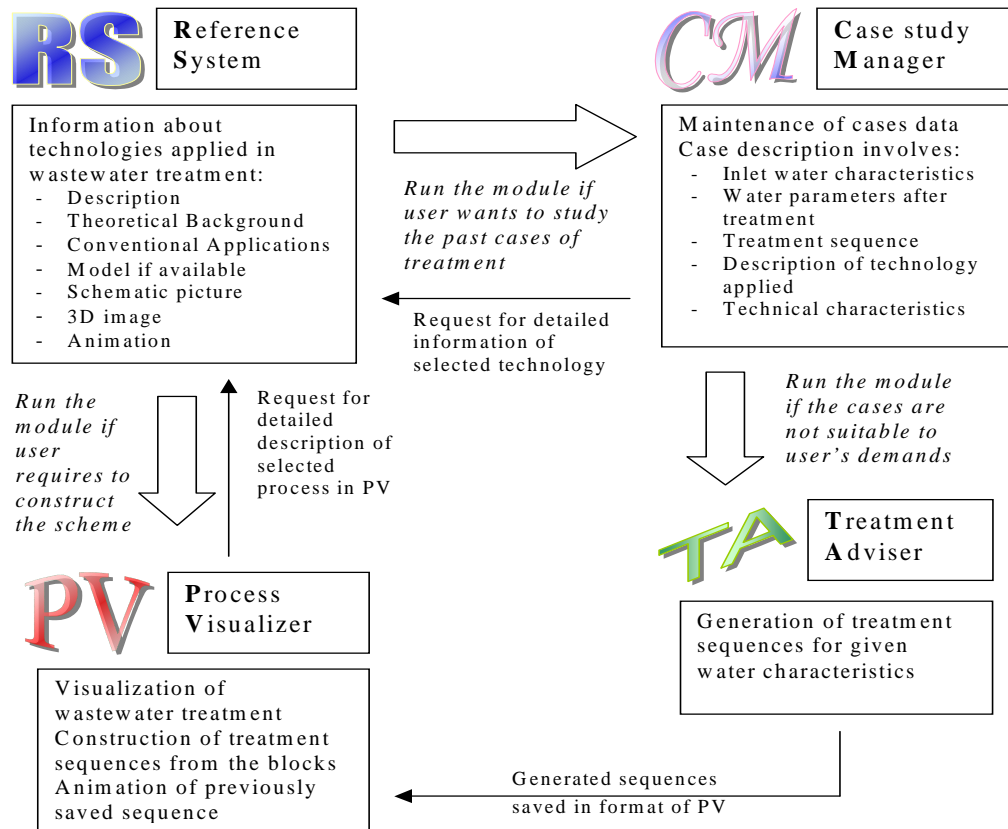 RS
Reference
System
Information about
technologies applied in
wastewater treatment:
- Description
- Theoretical Background
- Conventional Applications
- Model if available
- Schematic picture
- 3D image
- Animation
Run the module if
user wants to study
the past cases of
treatment
Request for detailed
information of
selected technology
CM
Case study
Manager
Maintenance of cases data
Case description involves:
- Inlet water characteristics
- Water parameters after
treatment
- Treatment sequence
- Description of technology
applied
- Technical characteristics
Run the
module if
user
requires to
construct
the scheme
Request for
detailed
description of
selected
process in PV
Run the module
if the cases are
not suitable to
user's demands
TA
Treatment
Adviser
Generation of treatment
sequences for given
water characteristics
PV
Process
Visualizer
Visualization of
wastewater treatment
Construction of treatment
sequences from the blocks
Animation of previously
saved sequence
Generated sequences
saved in format of PV